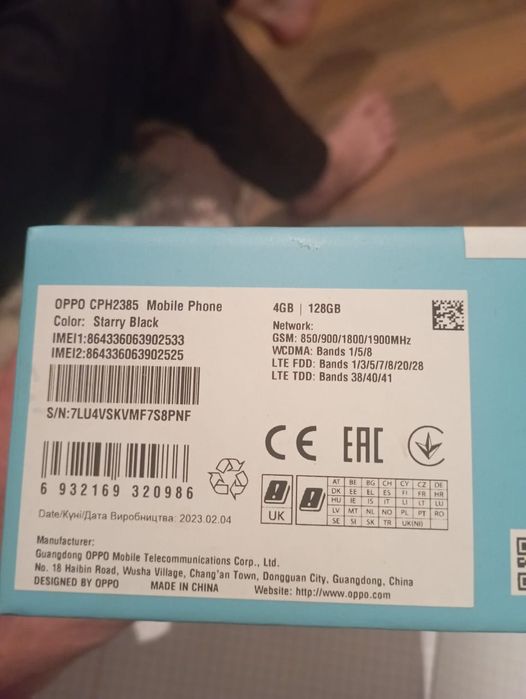 OPPO CPH2385 Mobile Phone
Color: Starry Black
IMEI1:864336063902533
IMEI2:864336063902525
S/N:7LU4VSKVMF7S8PNF
4GB | 128GB
Network:
GSM: 850/900/1800/1900MHz
WCDMA: Bands 1/5/8
LTE FDD: Bands 1/3/5/7/8/20/28
LTE TDD: Bands 38/40/41
CE EAC
6 932169 320986
UK
AT BE BG CH CY CZ DE
DK EE EL ES FI FR HR
HU IE IS IT LI LT LU
LV MT NL NO PL PT RO
SE SI SK TR UK(NI)
Date/Күні/Дата Виробництва: 2023.02.04
Manufacturer:
Guangdong OPPO Mobile Telecommunications Corp., Ltd.
No. 18 Haibin Road, Wusha Village, Chang'an Town, Dongguan City, Guangdong, China
DESIGNED BY OPPO MADE IN CHINA Website: http://www.oppo.com